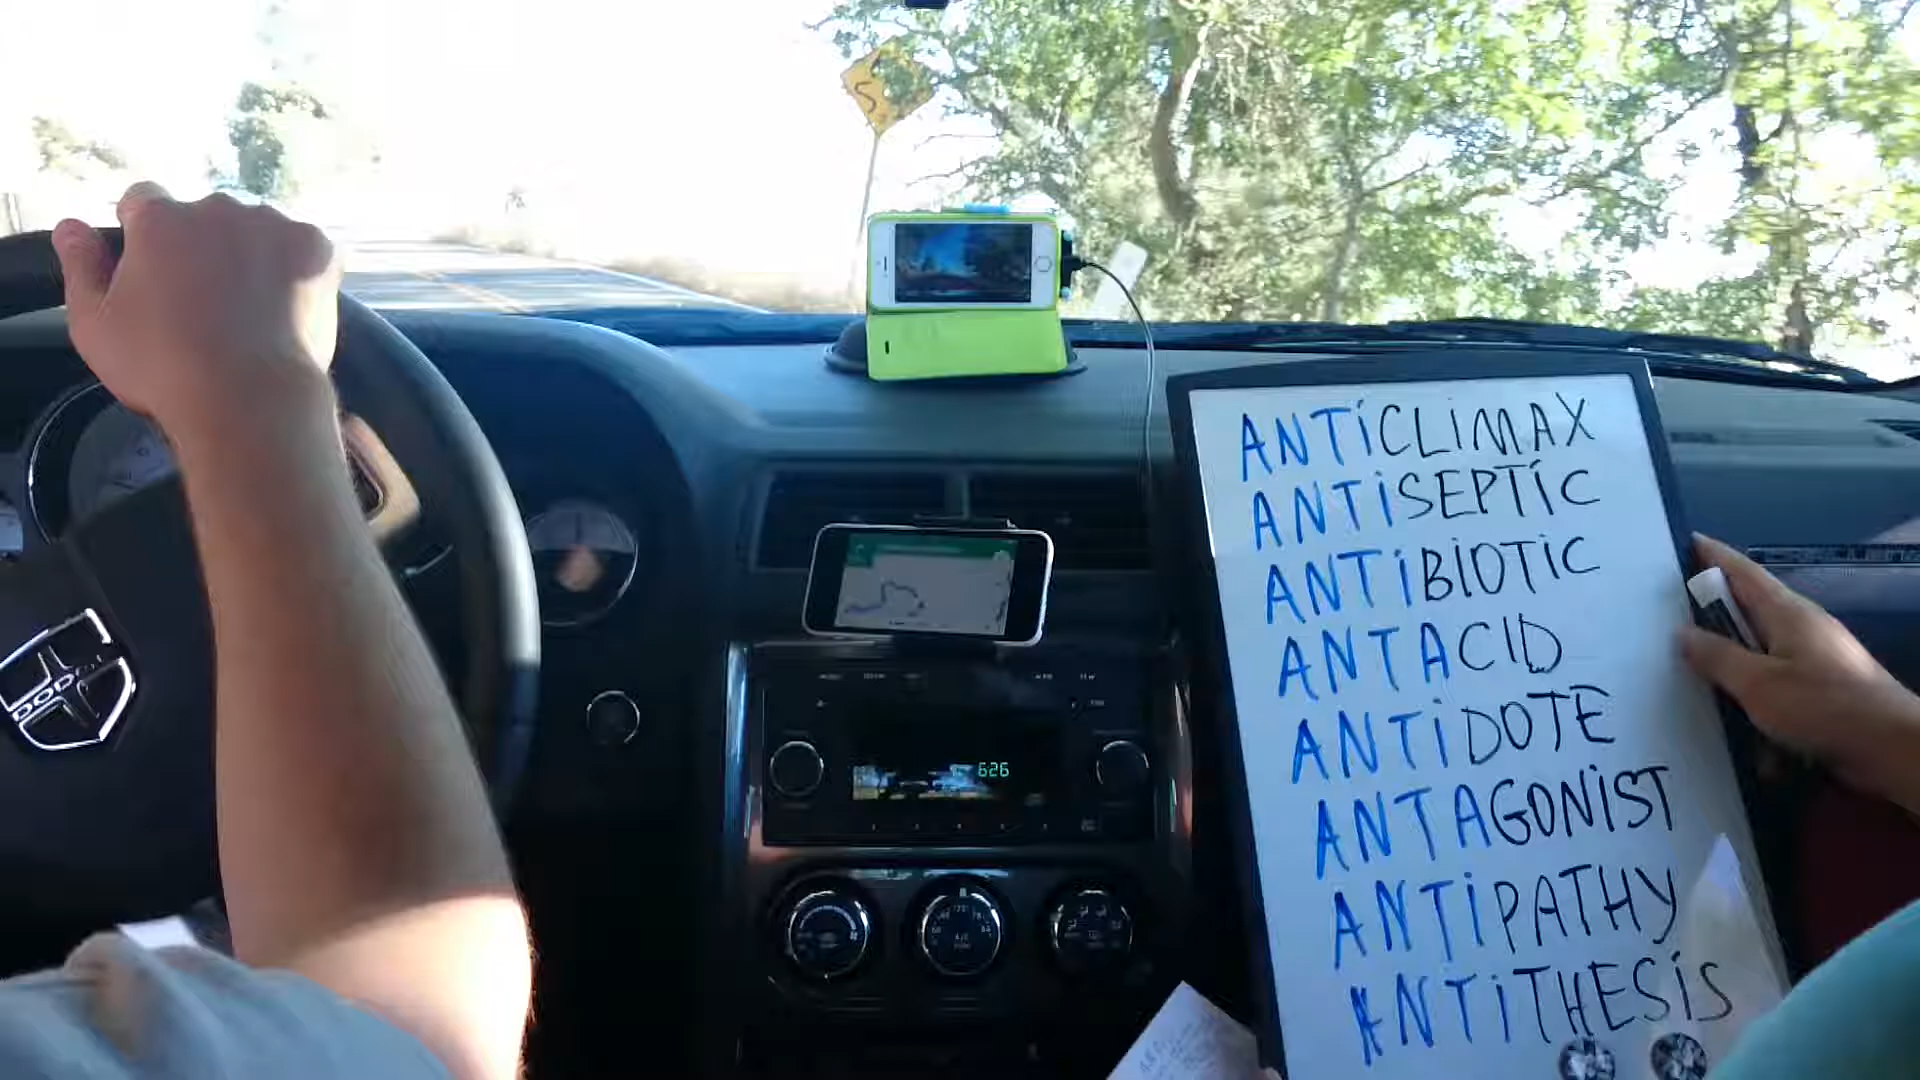 ANTiCLiMAX
ANTiSEPTiC
ANTiBIOTiC
ANTACID
ANTiDOTE
ANTAGONiST
ANTiPATHY
ANTiTHESiS
DODGE
626